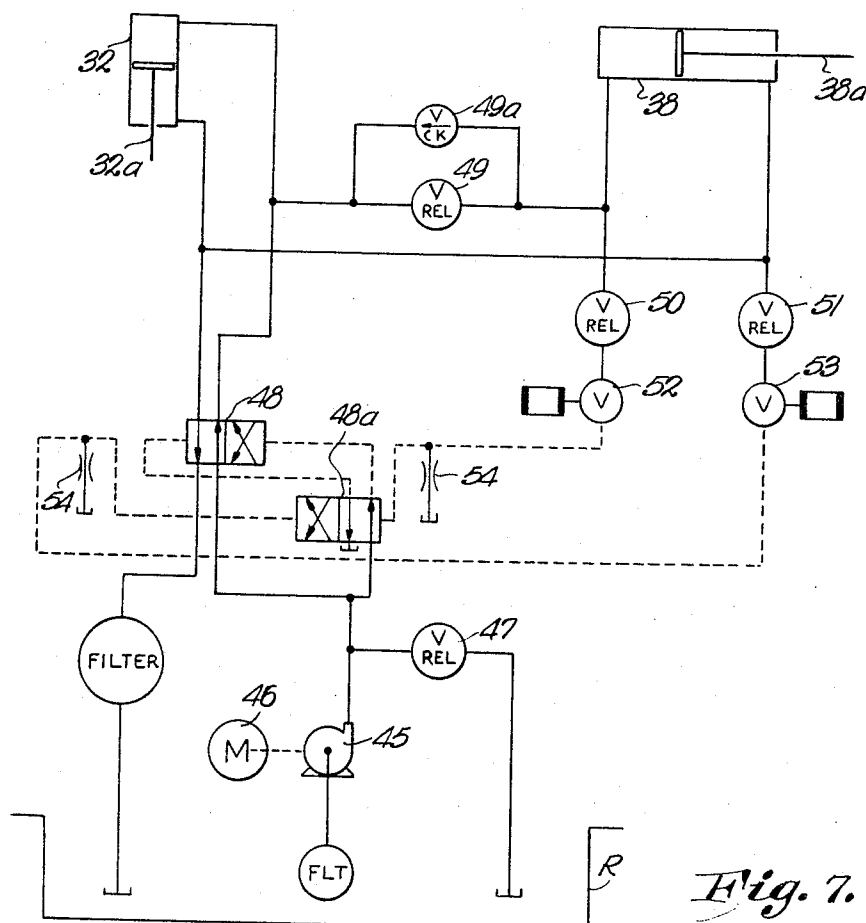 32
32a
V
CK
49a
V
REL
49
38
38a
V
REL
50
V
REL
51
V
52
V
53
48
48a
54
54
FILTER
V
REL
47
M
46
45
FLT
R
Fig. 7.